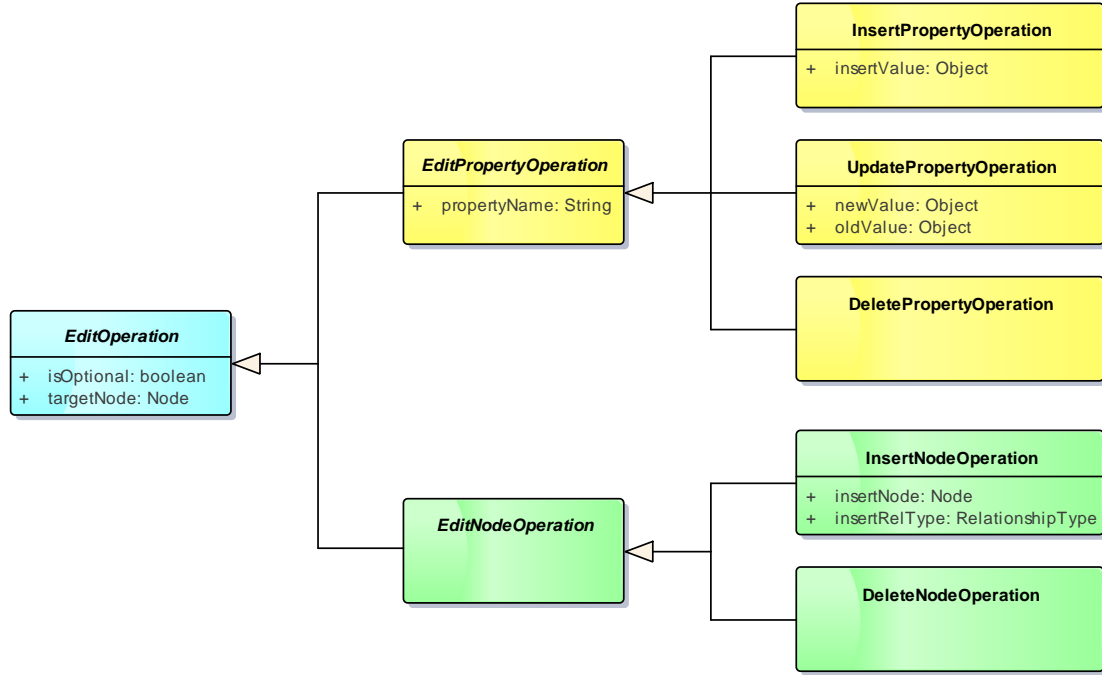 InsertPropertyOperation
+ insertValue: Object
EditPropertyOperation
+ propertyName: String
UpdatePropertyOperation
+ newValue: Object
+ oldValue: Object
DeletePropertyOperation
EditOperation
+ isOptional: boolean
+ targetNode: Node
InsertNodeOperation
+ insertNode: Node
+ insertRelType: RelationshipType
EditNodeOperation
DeleteNodeOperation